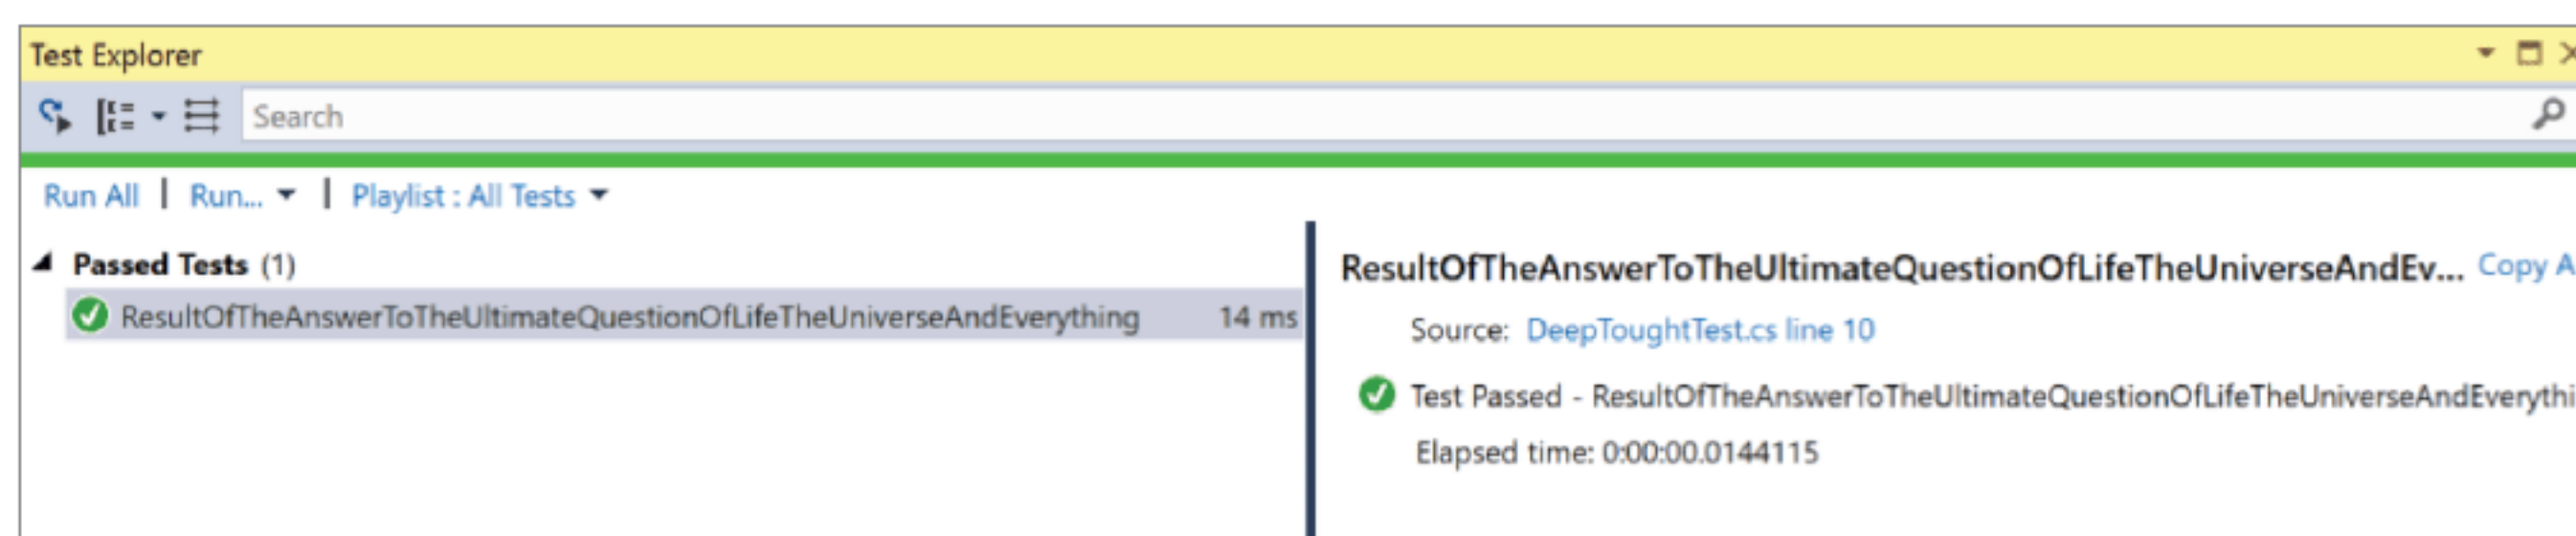 Test Explorer
Search
Run All | Run... | Playlist : All Tests
Passed Tests (1)
ResultOfTheAnswerToTheUltimateQuestionOfLifeTheUniverseAndEverything 14 ms
ResultOfTheAnswerToTheUltimateQuestionOfLifeTheUniverseAndEv... Copy A
Source: DeepToughtTest.cs line 10
Test Passed - ResultOfTheAnswerToTheUltimateQuestionOfLifeTheUniverseAndEverythi
Elapsed time: 0:00:00.0144115